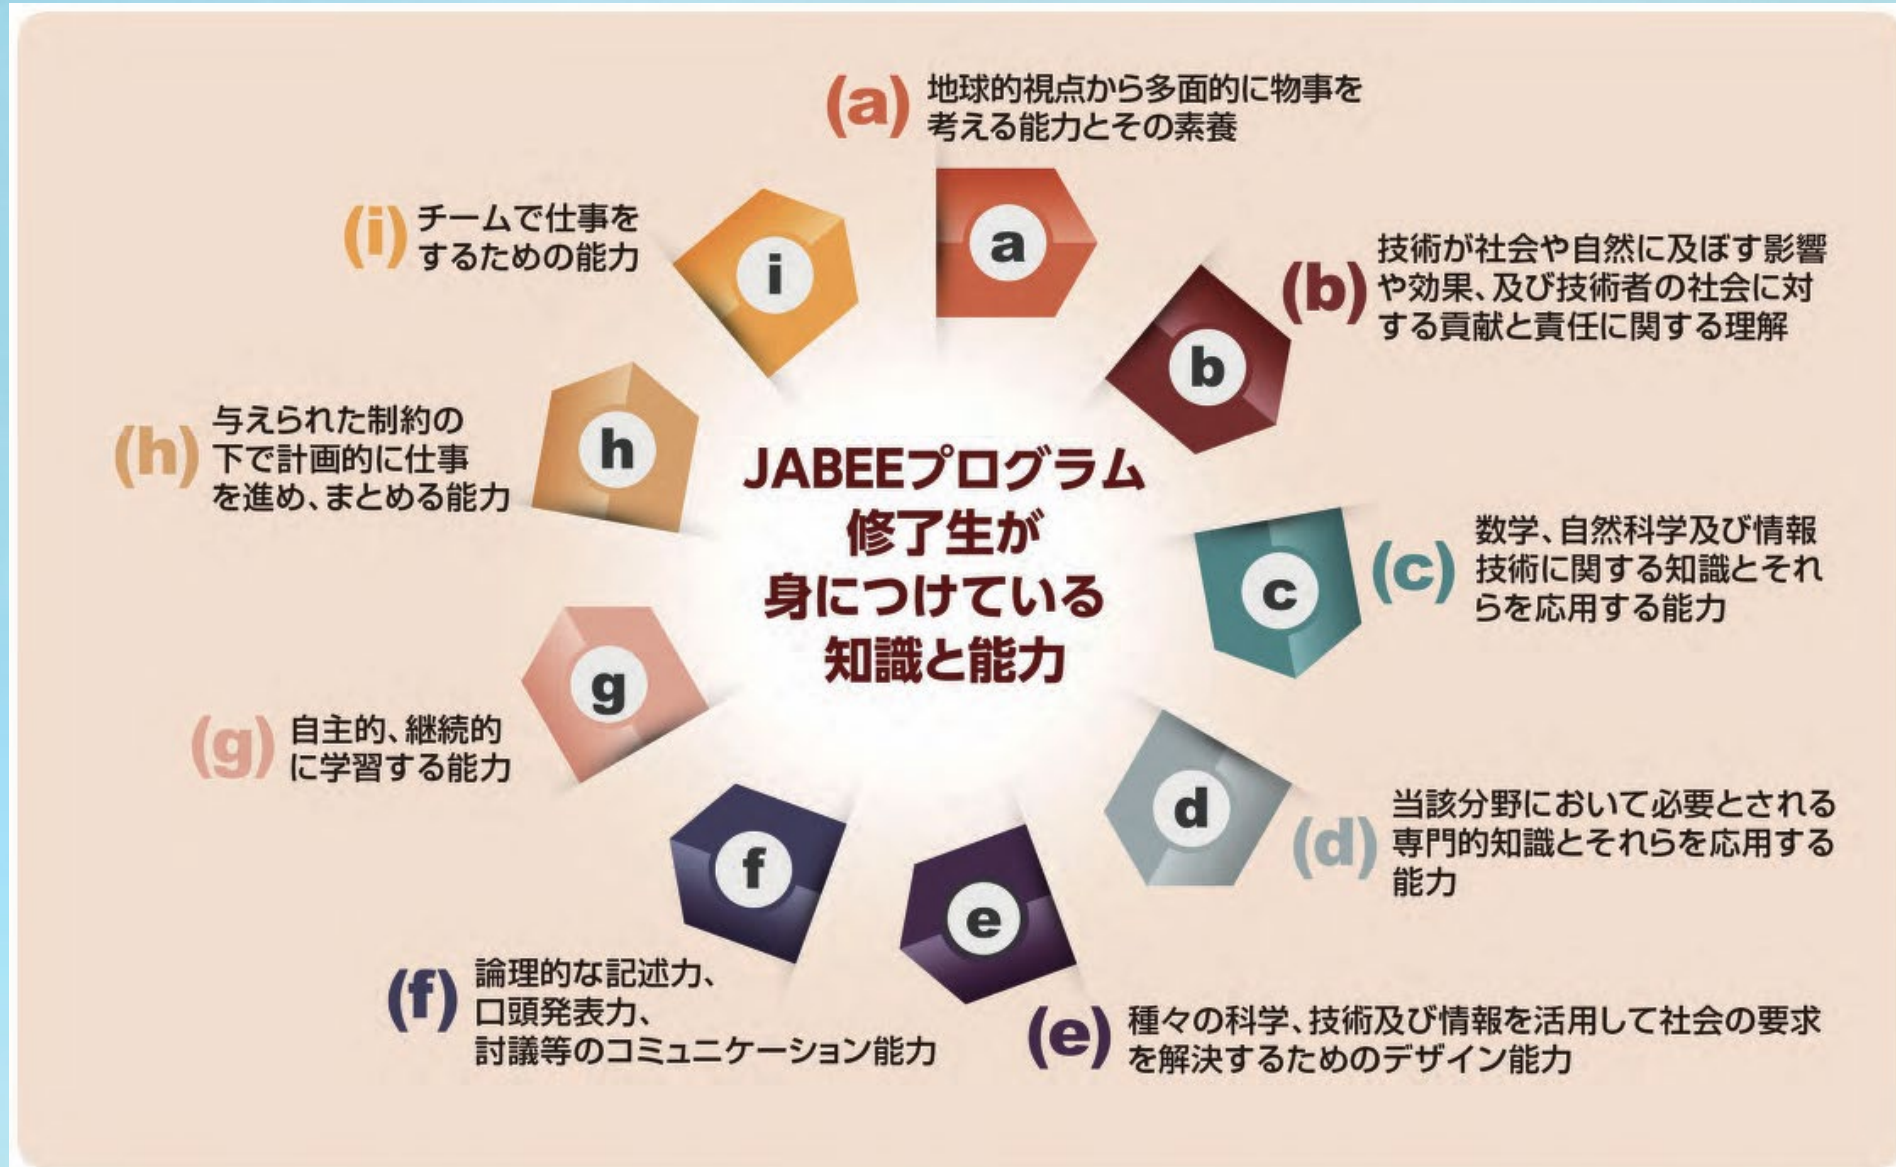 (a) 地球的視点から多面的に物事を
考える能力とその素養
a
(b) 技術が社会や自然に及ぼす影響
や効果、及び技術者の社会に対
する貢献と責任に関する理解
b
(c) 数学、自然科学及び情報
技術に関する知識とそれ
らを応用する能力
c
(d) 当該分野において必要とされる
専門的知識とそれらを応用する
能力
d
(e) 種々の科学、技術及び情報を活用して社会の要求
を解決するためのデザイン能力
e
(f) 論理的な記述力、
口頭発表力、
討議等のコミュニケーション能力
f
(g) 自主的、継続的
に学習する能力
g
(h) 与えられた制約の
下で計画的に仕事
を進め、まとめる能力
h
(i) チームで仕事を
するための能力
i
JABEEプログラム
修了生が
身につけている
知識と能力